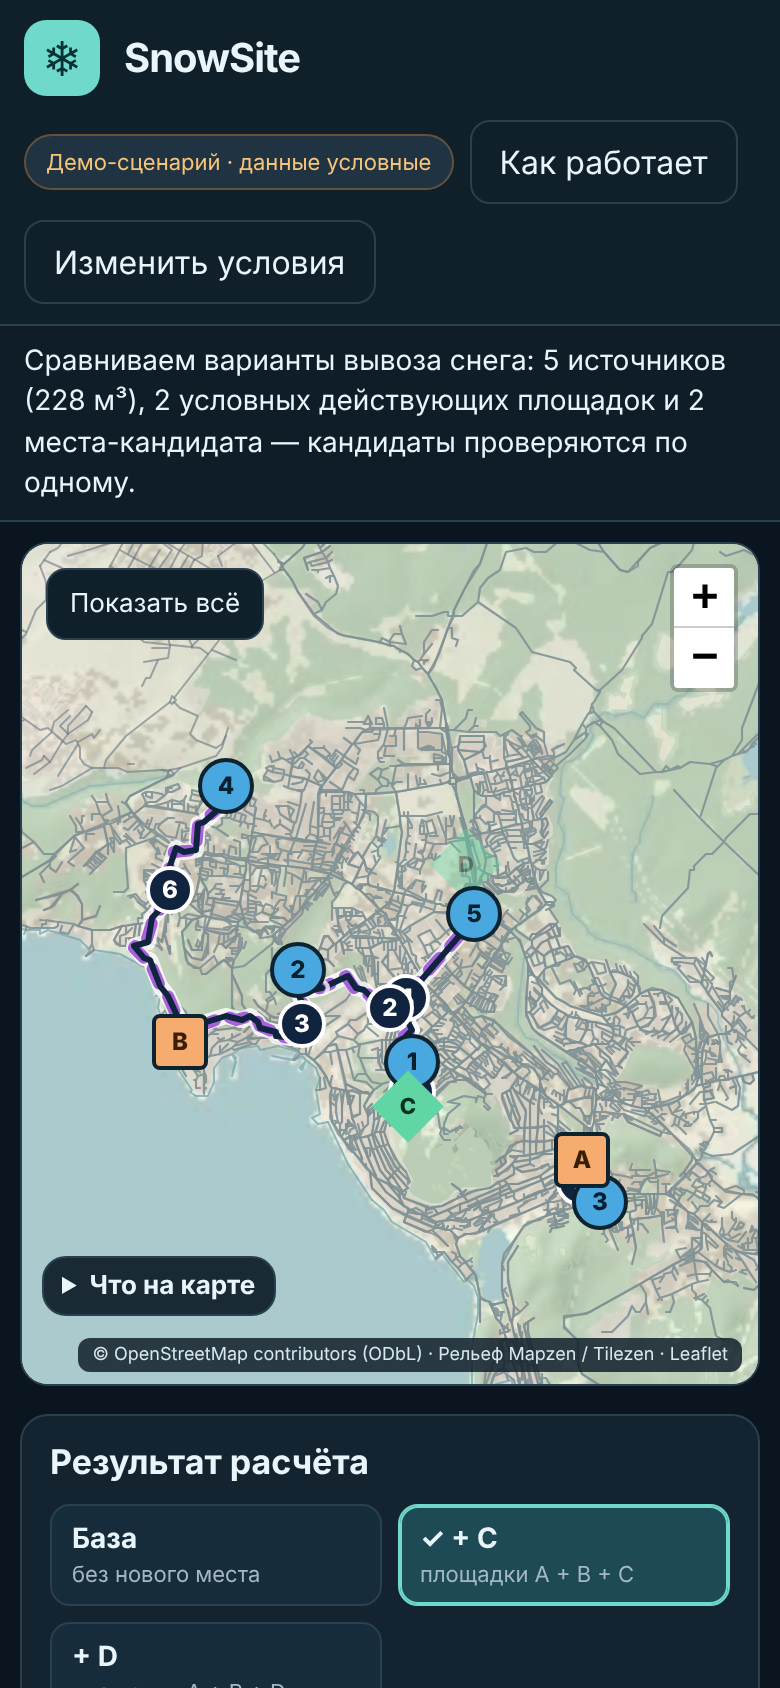 SnowSite
Демо-сценарий · данные условные
Как работает
Изменить условия
Сравниваем варианты вывоза снега: 5 источников
(228 м³), 2 условных действующих площадок и 2
места-кандидата — кандидаты проверяются по
одному.
Показать всё
+
−
4
D
6
5
2
2
3
B
1
C
A
3
▶ Что на карте
© OpenStreetMap contributors (ODbL) · Рельеф Mapzen / Tilezen · Leaflet
Результат расчёта
База
без нового места
✓ + C
площадки A + B + C
+ D